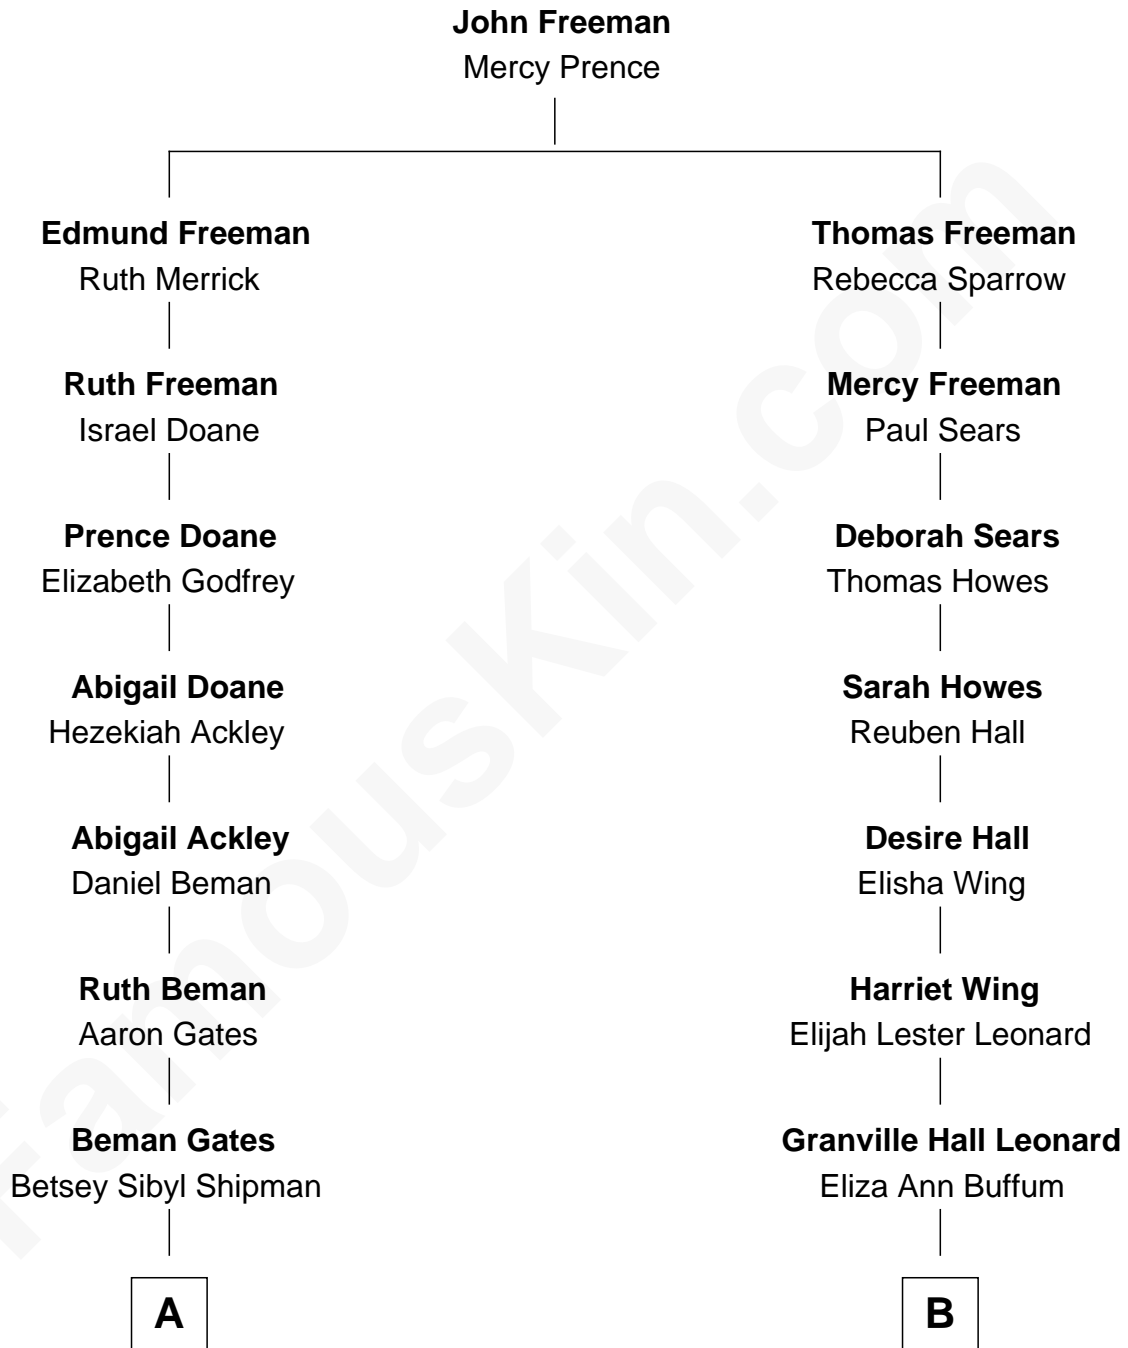 John Freeman
Mercy Prence
Edmund Freeman
Ruth Merrick
Thomas Freeman
Rebecca Sparrow
Ruth Freeman
Israel Doane
Mercy Freeman
Paul Sears
Prence Doane
Elizabeth Godfrey
Deborah Sears
Thomas Howes
Abigail Doane
Hezekiah Ackley
Sarah Howes
Reuben Hall
Abigail Ackley
Daniel Beman
Desire Hall
Elisha Wing
Ruth Beman
Aaron Gates
Harriet Wing
Elijah Lester Leonard
Beman Gates
Betsey Sibyl Shipman
Granville Hall Leonard
Eliza Ann Buffum
A
B
FamousKin.com